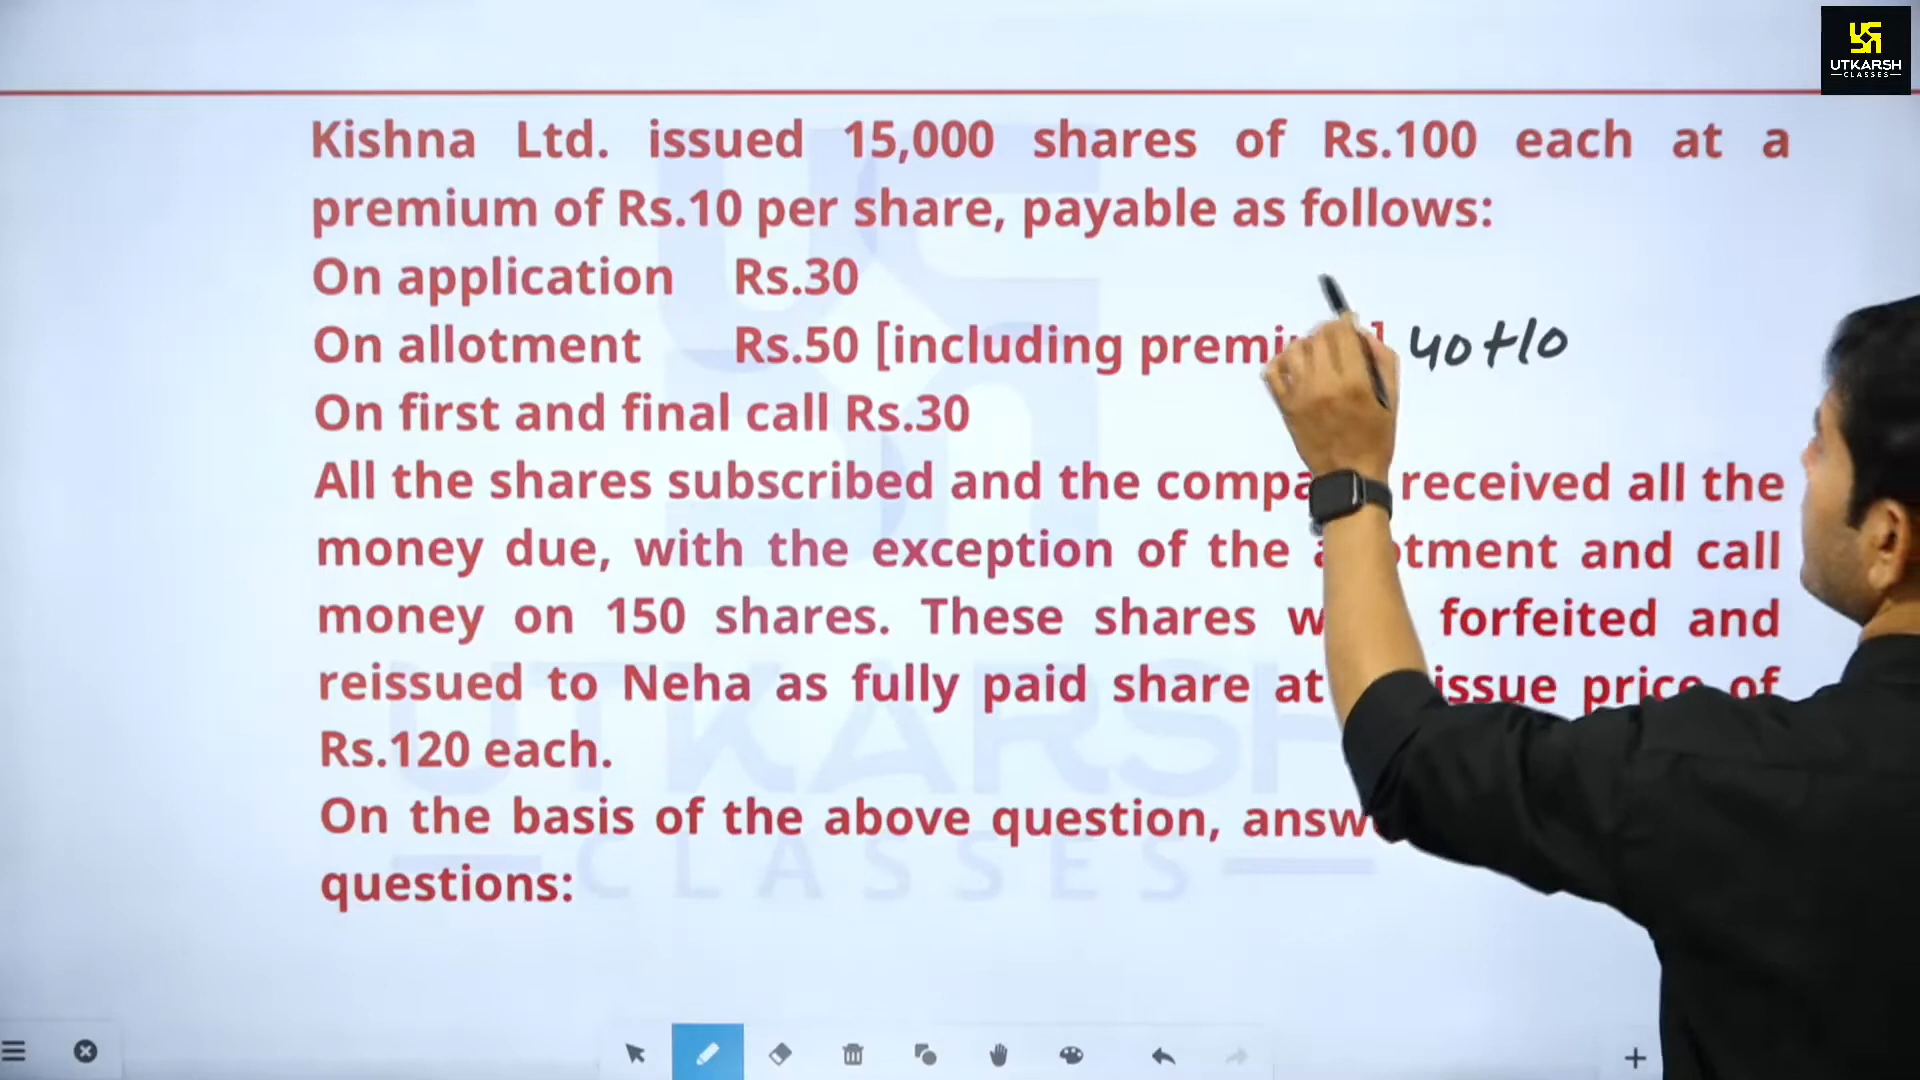 UTKARSH
CLASSES
Kishna Ltd. issued 15,000 shares of Rs.100 each at a
premium of Rs.10 per share, payable as follows:
On application Rs.30
On allotment Rs.50 [including 40+10
On first and final call Rs.30
All the shares subscribed and the received all the
money due, with the exception of the and call
money on 150 shares. These shares forfeited and
reissued to Neha as fully paid share at issue price of
Rs.120 each.
On the basis of the above question,
questions:
UTKARSH
CLASSES